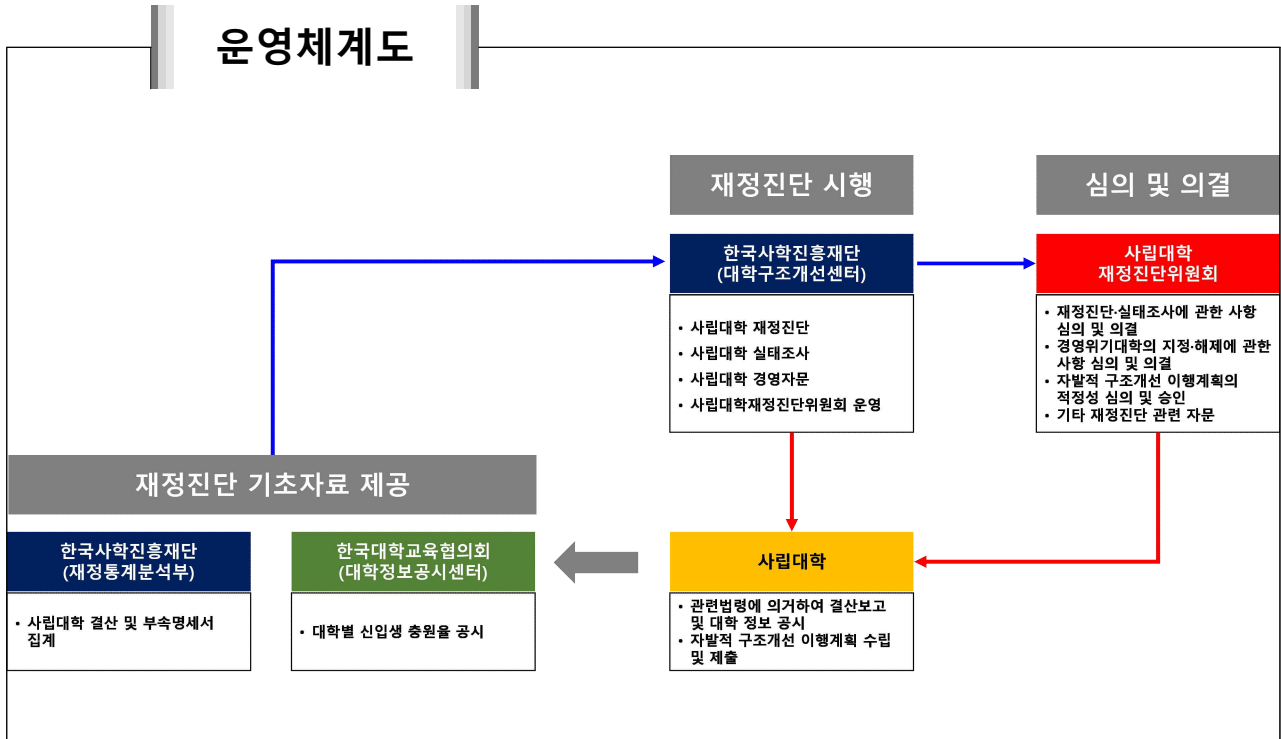 운영체계도
재정진단 시행
심의 및 의결
한국사학진흥재단
(대학구조개선센터)
• 사립대학 재정진단
• 사립대학 실태조사
• 사립대학 경영자문
• 사립대학재정진단위원회 운영
사립대학
재정진단위원회
• 재정진단·실태조사에 관한 사항
심의 및 의결
• 경영위기대학의 지정·해제에 관한
사항 심의 및 의결
• 자발적 구조개선 이행계획의
적정성 심의 및 승인
• 기타 재정진단 관련 자문
재정진단 기초자료 제공
한국사학진흥재단
(재정통계분석부)
• 사립대학 결산 및 부속명세서
집계
한국대학교육협의회
(대학정보공시센터)
• 대학별 신입생 충원율 공시
사립대학
• 관련법령에 의거하여 결산보고
및 대학 정보 공시
• 자발적 구조개선 이행계획 수립
및 제출